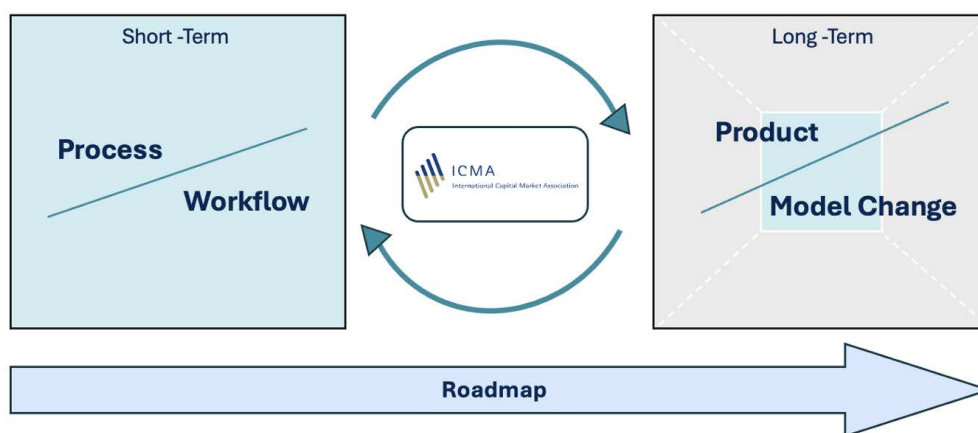 Short -Term
Process
Workflow
ICMA
International Capital Market Association
Long -Term
Product
Model Change
Roadmap